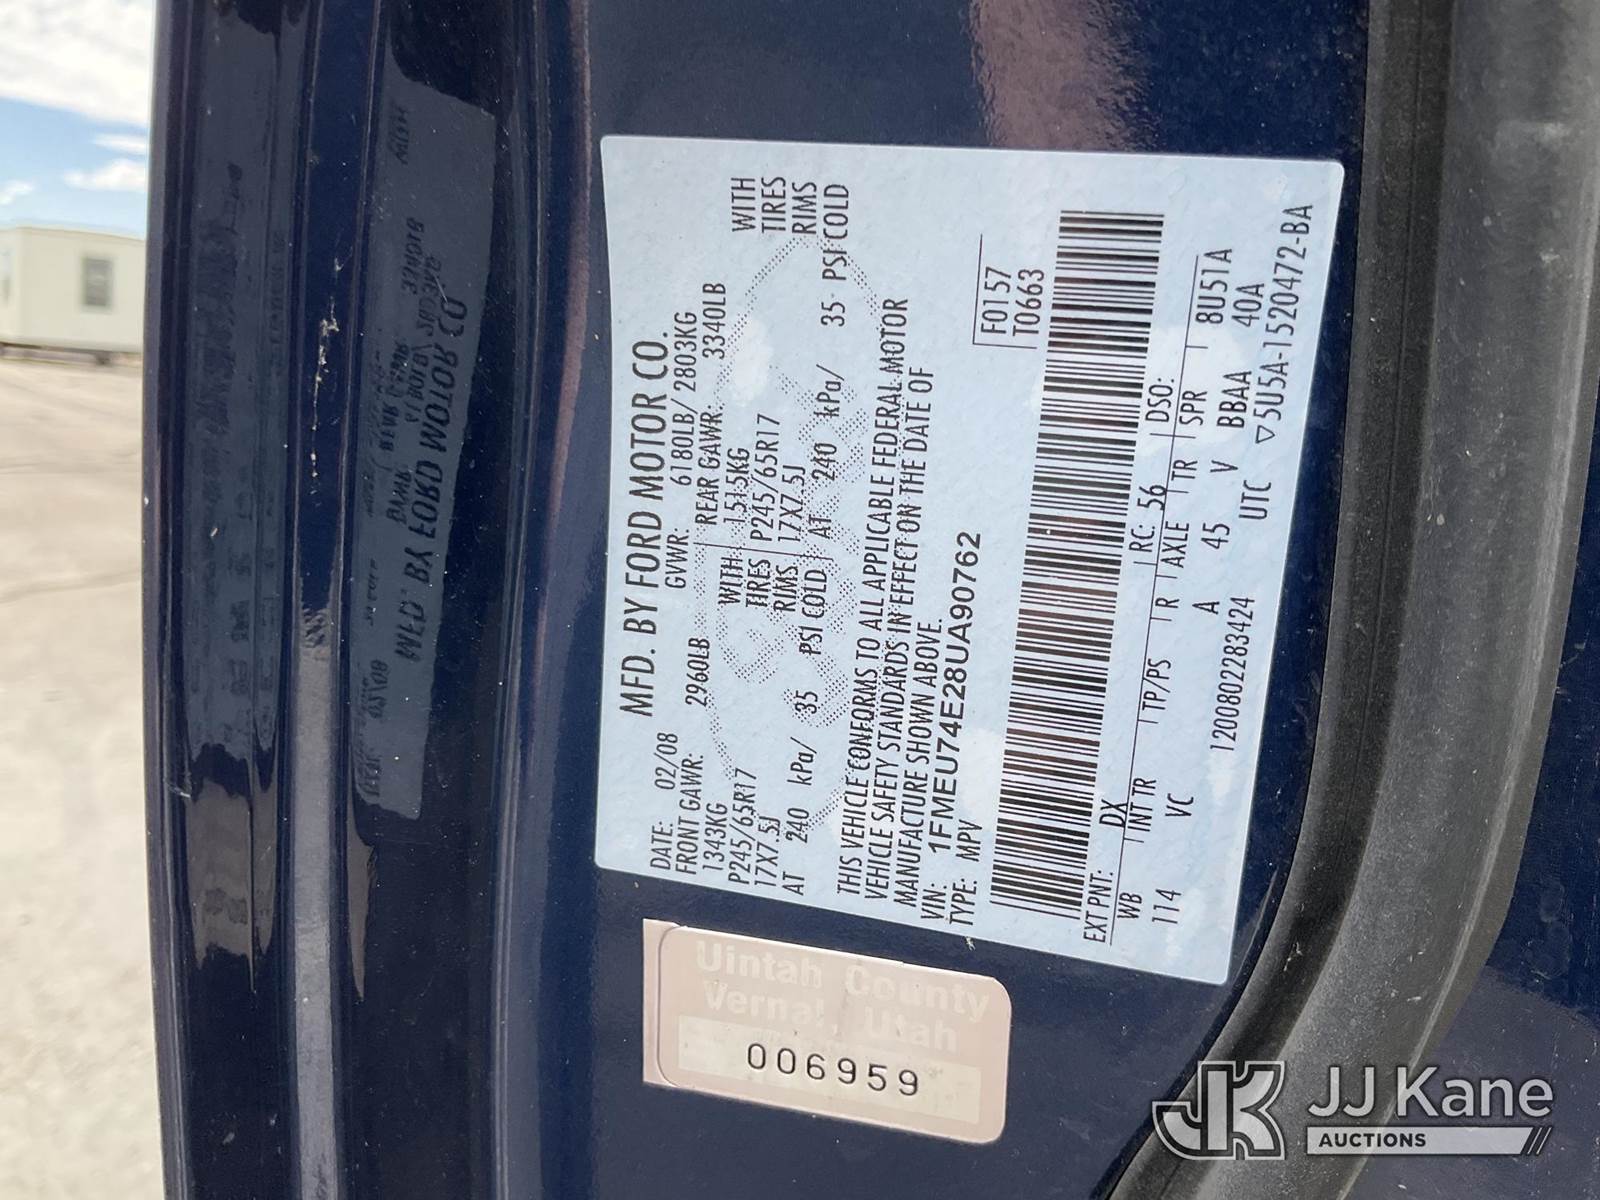 MFD. BY FORD MOTOR CO.
DATE: 02/08 GVWR: 6180LB/ 2803KG
FRONT GAWR: 2960LB REAR GAWR: 3340LB
1343KG WITH 1515KG WITH
P245/65R17 TIRES P245/65R17 TIRES
17X7.5J RIMS 17X7.5J RIMS
AT 240 kPa/ 35 PSI COLD AT 240 kPa/ 35 PSI COLD
THIS VEHICLE CONFORMS TO ALL APPLICABLE FEDERAL MOTOR
VEHICLE SAFETY STANDARDS IN EFFECT ON THE DATE OF
MANUFACTURE SHOWN ABOVE.
VIN: 1FMEU74E28UA90762
TYPE: MPV
F0157
T0663
EXT PNT: DX RC: 56 DSO:
WB INT TR TP/PS R AXLE TR SPR 8U51A
114 VC A 45 V BBAA 40A
1200802283424 UTC ▽5U5A-1520472-BA
Uintah County
Vernal, Utah
006959
JJ Kane
AUCTIONS